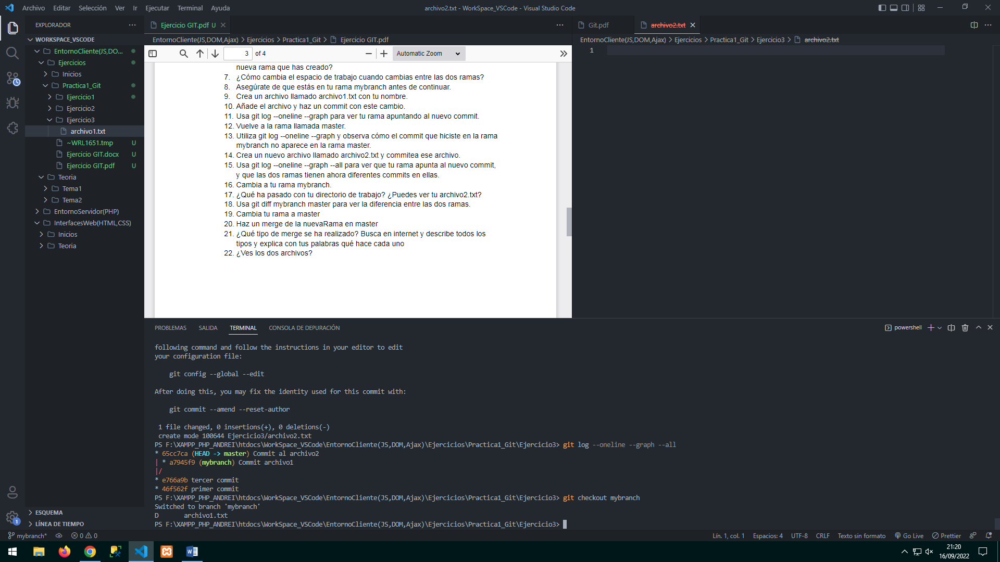 Archivo Editar Selección Ver Ir Ejecutar Terminal Ayuda
archivo2.txt - WorkSpace_VSCode - Visual Studio Code
EXPLORADOR
WORKSPACE_VSCODE
EntornoCliente(JS,DO...
Ejercicios
Inicios
Practica1_Git
Ejercicio1
Ejercicio2
Ejercicio3
archivo1.txt
~WRL1651.tmp U
Ejercicio GIT.docx U
Ejercicio GIT.pdf U
Teoria
Tema1
Tema2
EntornoServidor(PHP)
InterfacesWeb(HTML,CSS)
Inicios
Teoria
ESQUEMA
LÍNEA DE TIEMPO
Ejercicio GIT.pdf U
EntornoCliente(JS,DOM,Ajax) > Ejercicios > Practica1_Git > Ejercicio GIT.pdf
3 of 4 Automatic Zoom
nueva rama que has creado?
7. ¿Cómo cambia el espacio de trabajo cuando cambias entre las dos ramas?
8. Asegúrate de que estás en tu rama mybranch antes de continuar.
9. Crea un archivo llamado archivo1.txt con tu nombre.
10. Añade el archivo y haz un commit con este cambio.
11. Usa git log --oneline --graph para ver tu rama apuntando al nuevo commit.
12. Vuelve a la rama llamada master.
13. Utiliza git log --oneline --graph y observa cómo el commit que hiciste en la rama
mybranch no aparece en la rama master.
14. Crea un nuevo archivo llamado archivo2.txt y commitea ese archivo.
15. Usa git log --oneline --graph --all para ver que tu rama apunta al nuevo commit,
y que las dos ramas tienen ahora diferentes commits en ellas.
16. Cambia a tu rama mybranch.
17. ¿Qué ha pasado con tu directorio de trabajo? ¿Puedes ver tu archivo2.txt?
18. Usa git diff mybranch master para ver la diferencia entre las dos ramas.
19. Cambia tu rama a master
20. Haz un merge de la nuevaRama en master
21. ¿Qué tipo de merge se ha realizado? Busca en internet y describe todos los
tipos y explica con tus palabras qué hace cada uno
22. ¿Ves los dos archivos?
Git.pdf archivo2.txt
EntornoCliente(JS,DOM,Ajax) > Ejercicios > Practica1_Git > Ejercicio3 > archivo2.txt
1
PROBLEMAS SALIDA TERMINAL CONSOLA DE DEPURACIÓN
powershell
following command and follow the instructions in your editor to edit
your configuration file:
git config --global --edit
After doing this, you may fix the identity used for this commit with:
git commit --amend --reset-author
1 file changed, 0 insertions(+), 0 deletions(-)
create mode 100644 Ejercicio3/archivo2.txt
PS F:\XAMPP_PHP_ANDREI\htdocs\WorkSpace_VSCode\EntornoCliente(JS,DOM,Ajax)\Ejercicios\Practica1_Git\Ejercicio3> git log --oneline --graph --all
* 65cc7ca (HEAD -> master) Commit al archivo2
| * a7945f9 (mybranch) Commit archivo1
|/
* e766a9b tercer commit
* 46f562f primer commit
PS F:\XAMPP_PHP_ANDREI\htdocs\WorkSpace_VSCode\EntornoCliente(JS,DOM,Ajax)\Ejercicios\Practica1_Git\Ejercicio3> git checkout mybranch
Switched to branch 'mybranch'
D archivo1.txt
PS F:\XAMPP_PHP_ANDREI\htdocs\WorkSpace_VSCode\EntornoCliente(JS,DOM,Ajax)\Ejercicios\Practica1_Git\Ejercicio3>
1
mybranch* 0 0
Lín. 1, col. 1 Espacios: 4 UTF-8 CRLF Texto sin formato Go Live Prettier
21:20
16/09/2022